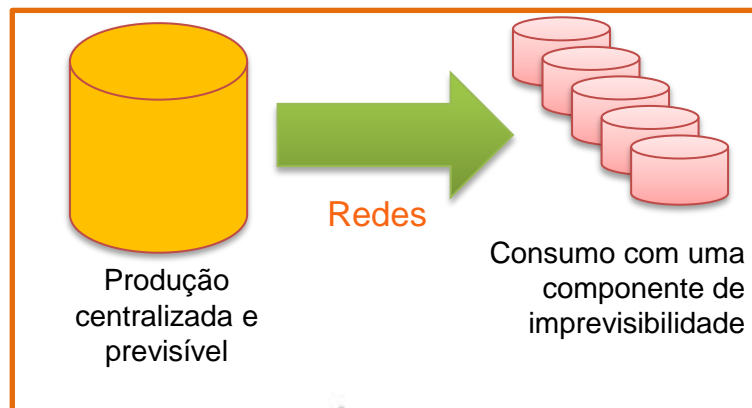 Redes
Produção
centralizada e
previsível
Consumo com uma
componente de
imprevisibilidade